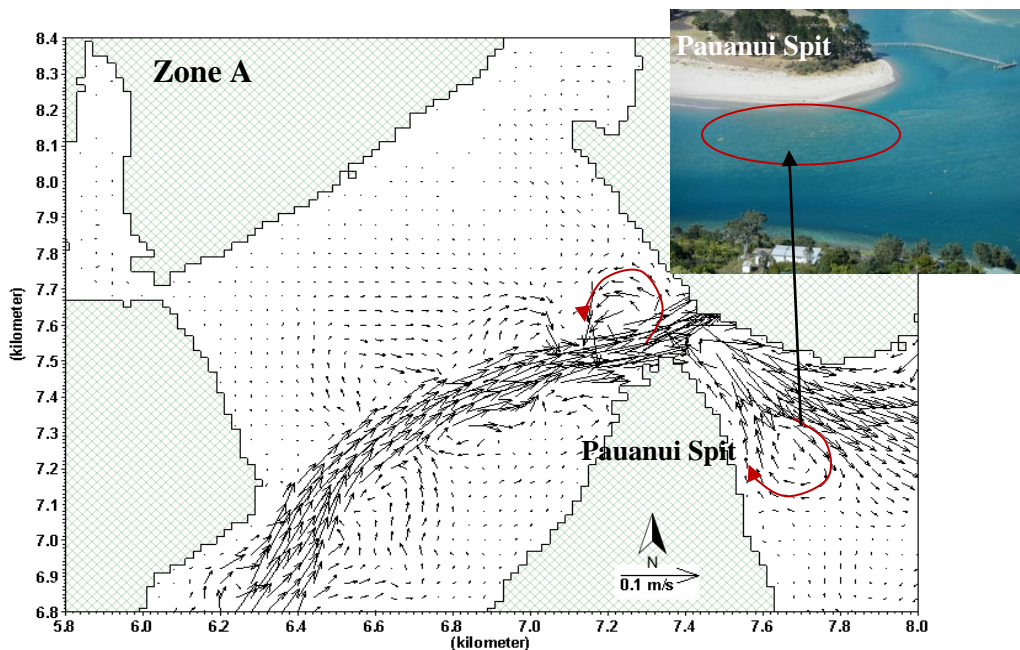 Pauanui Spit
Zone A
8.4
8.3
8.2
8.1
8.0
7.9
7.8
7.7
7.6
7.5
7.4
7.3
7.2
7.1
7.0
6.9
6.8
(kilometer)
Pauanui Spit
N
0.1 m/s
5.8 6.0 6.2 6.4 6.6 6.8 7.0 7.2 7.4 7.6 7.8 8.0
(kilometer)